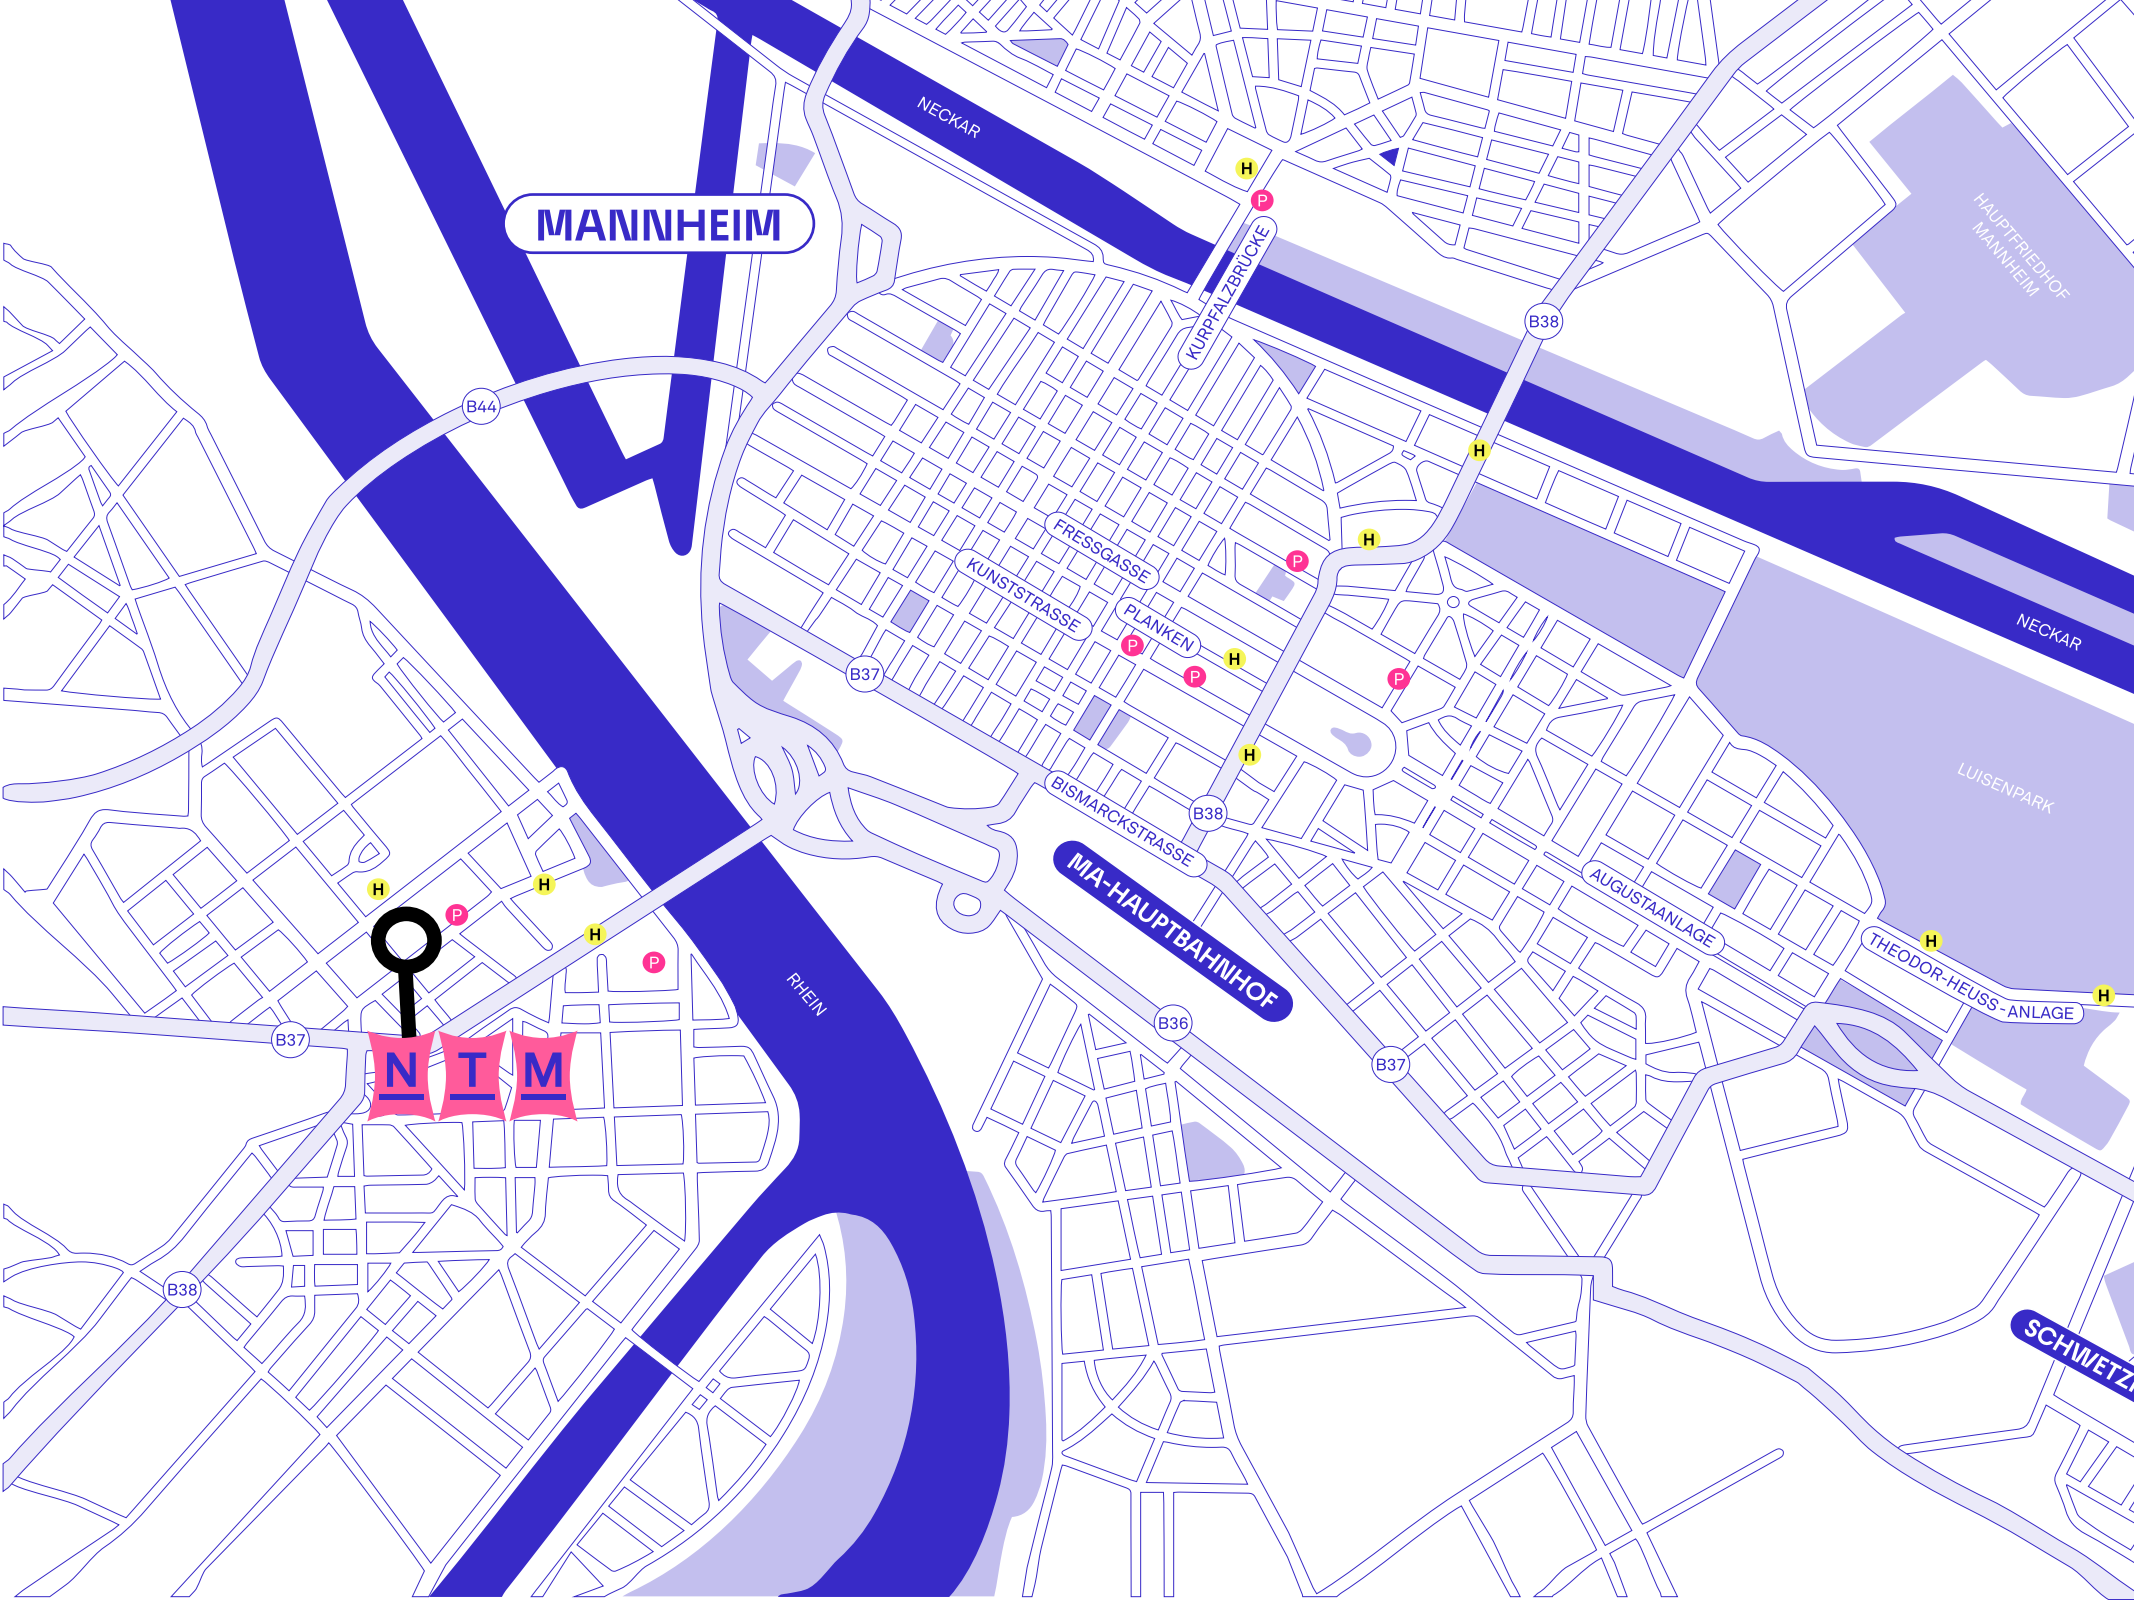 NECKAR
H
P
MANNHEIM
HAUPTFRIEDHOF
MANNHEIM
KURPFALZBRÜCKE
B38
B44
H
H
FRESSGASSE
P
KUNSTSTRASSE
PLANKEN
NECKAR
P
H
B37
P
P
H
BISMARCKSTRASSE
B38
LUISENPARK
MA-HAUPTBAHNHOF
AUGUSTAANLAGE
H
H
P
H
P
THEODOR-HEUSS-ANLAGE
H
H
RHEIN
B36
B37
B37
N T M
B38
SCHWETZI